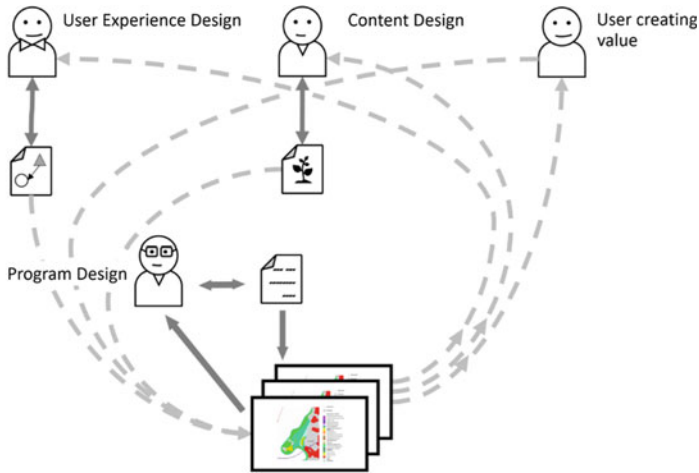 User Experience Design
Content Design
User creating
value
Program Design